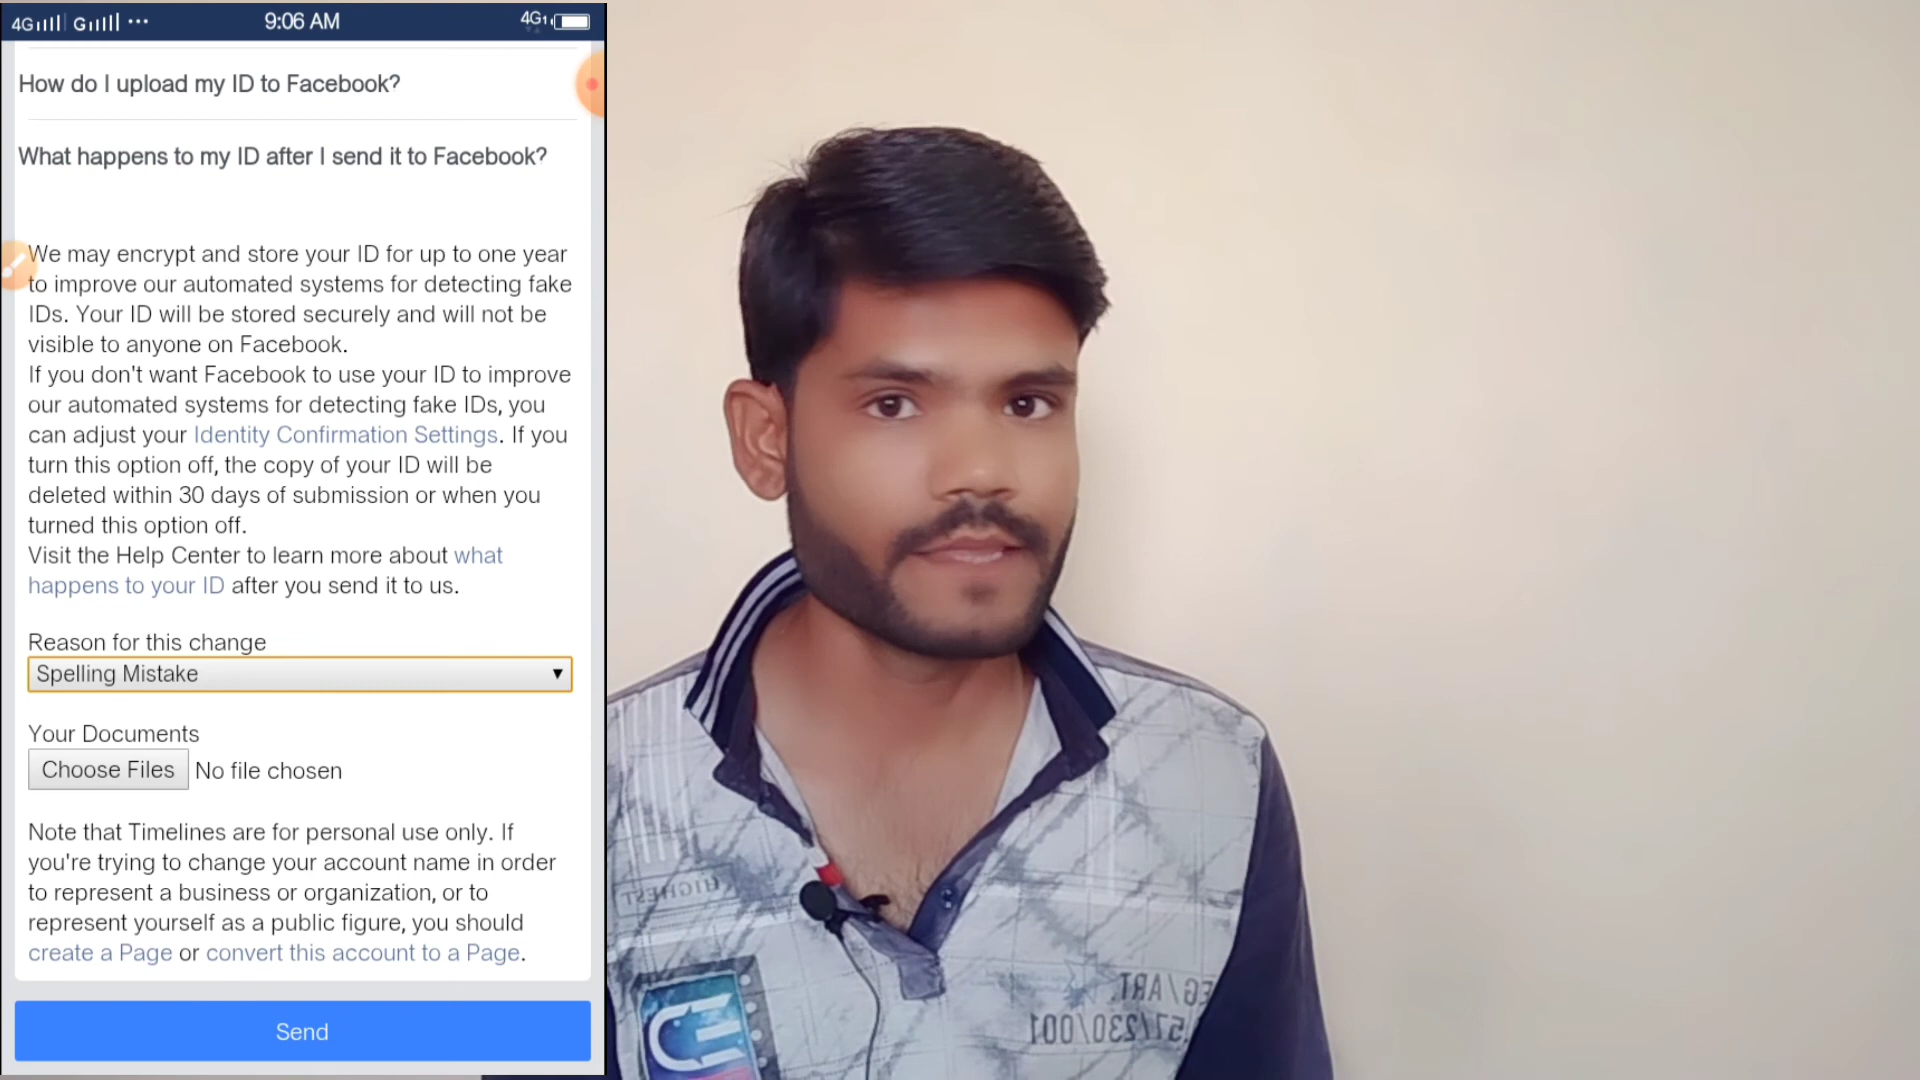 4G G ... 9:06 AM 4G
How do I upload my ID to Facebook?
What happens to my ID after I send it to Facebook?
We may encrypt and store your ID for up to one year
to improve our automated systems for detecting fake
IDs. Your ID will be stored securely and will not be
visible to anyone on Facebook.
If you don't want Facebook to use your ID to improve
our automated systems for detecting fake IDs, you
can adjust your Identity Confirmation Settings. If you
turn this option off, the copy of your ID will be
deleted within 30 days of submission or when you
turned this option off.
Visit the Help Center to learn more about what
happens to your ID after you send it to us.
Reason for this change
Spelling Mistake
Your Documents
Choose Files No file chosen
Note that Timelines are for personal use only. If
you're trying to change your account name in order
to represent a business or organization, or to
represent yourself as a public figure, you should
create a Page or convert this account to a Page.
Send
HIGHEST
EG/ART.
57/230/001